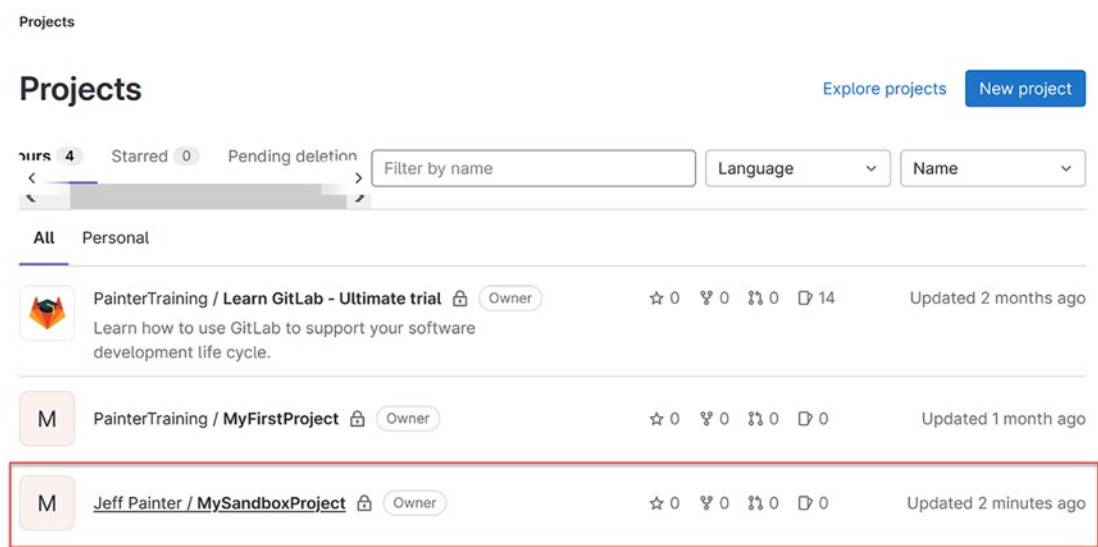 Projects
Projects
Explore projects New project
ours 4 Starred 0 Pending deletion Filter by name Language Name
All Personal
PainterTraining / Learn GitLab - Ultimate trial Owner 0 0 0 14 Updated 2 months ago
Learn how to use GitLab to support your software
development life cycle.
M PainterTraining / MyFirstProject Owner 0 0 0 0 Updated 1 month ago
M Jeff Painter / MySandboxProject Owner 0 0 0 0 Updated 2 minutes ago